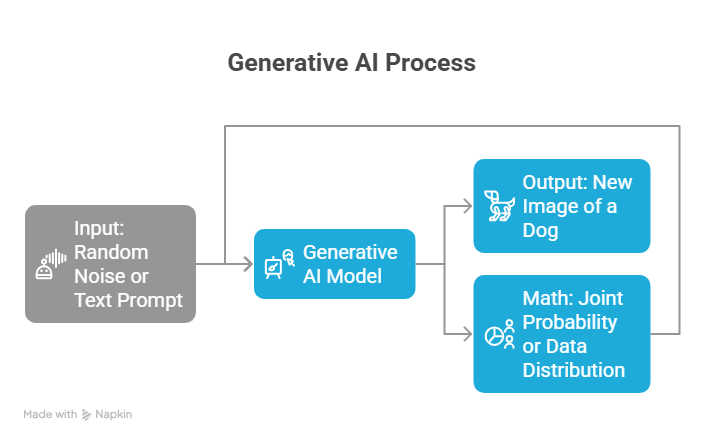 Generative AI Process
Input:
Random
Noise or
Text Prompt
Generative
AI Model
Output: New
Image of a
Dog
Math: Joint
Probability
or Data
Distribution
Made with Napkin